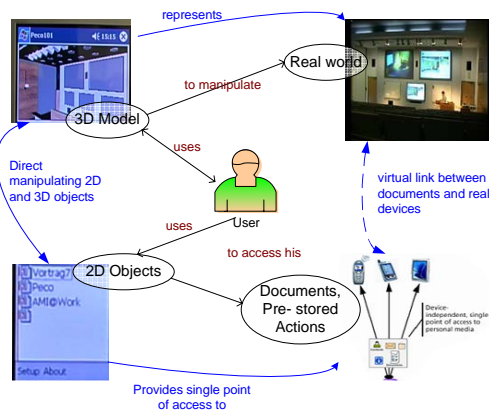 represents
Peco101
15:15
Real world
to manipulate
3D Model
uses
Direct
manipulating 2D
and 3D objects
virtual link between
documents and real
devices
User
uses
to access his
2D Objects
Vortrag7
Peco
AMI@Work
Documents,
Pre- stored
Actions
Device-
independent, single
point of access to
personal media
Setup About
Provides single point
of access to